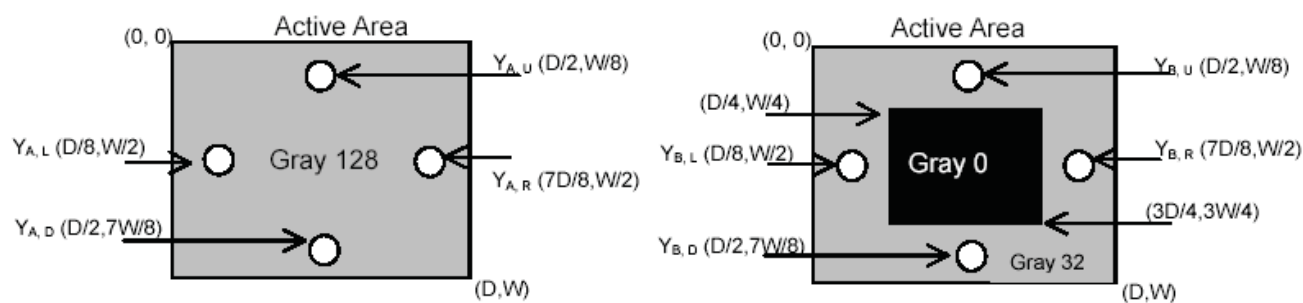 Active Area
(0, 0)
YA, U (D/2,W/8)
YA, L (D/8,W/2)
Gray 128
YA, R (7D/8,W/2)
YA, D (D/2,7W/8)
(D,W)
Active Area
(0, 0)
YB, U (D/2,W/8)
(D/4,W/4)
YB, L (D/8,W/2)
Gray 0
YB, R (7D/8,W/2)
(3D/4,3W/4)
YB, D (D/2,7W/8)
Gray 32
(D,W)